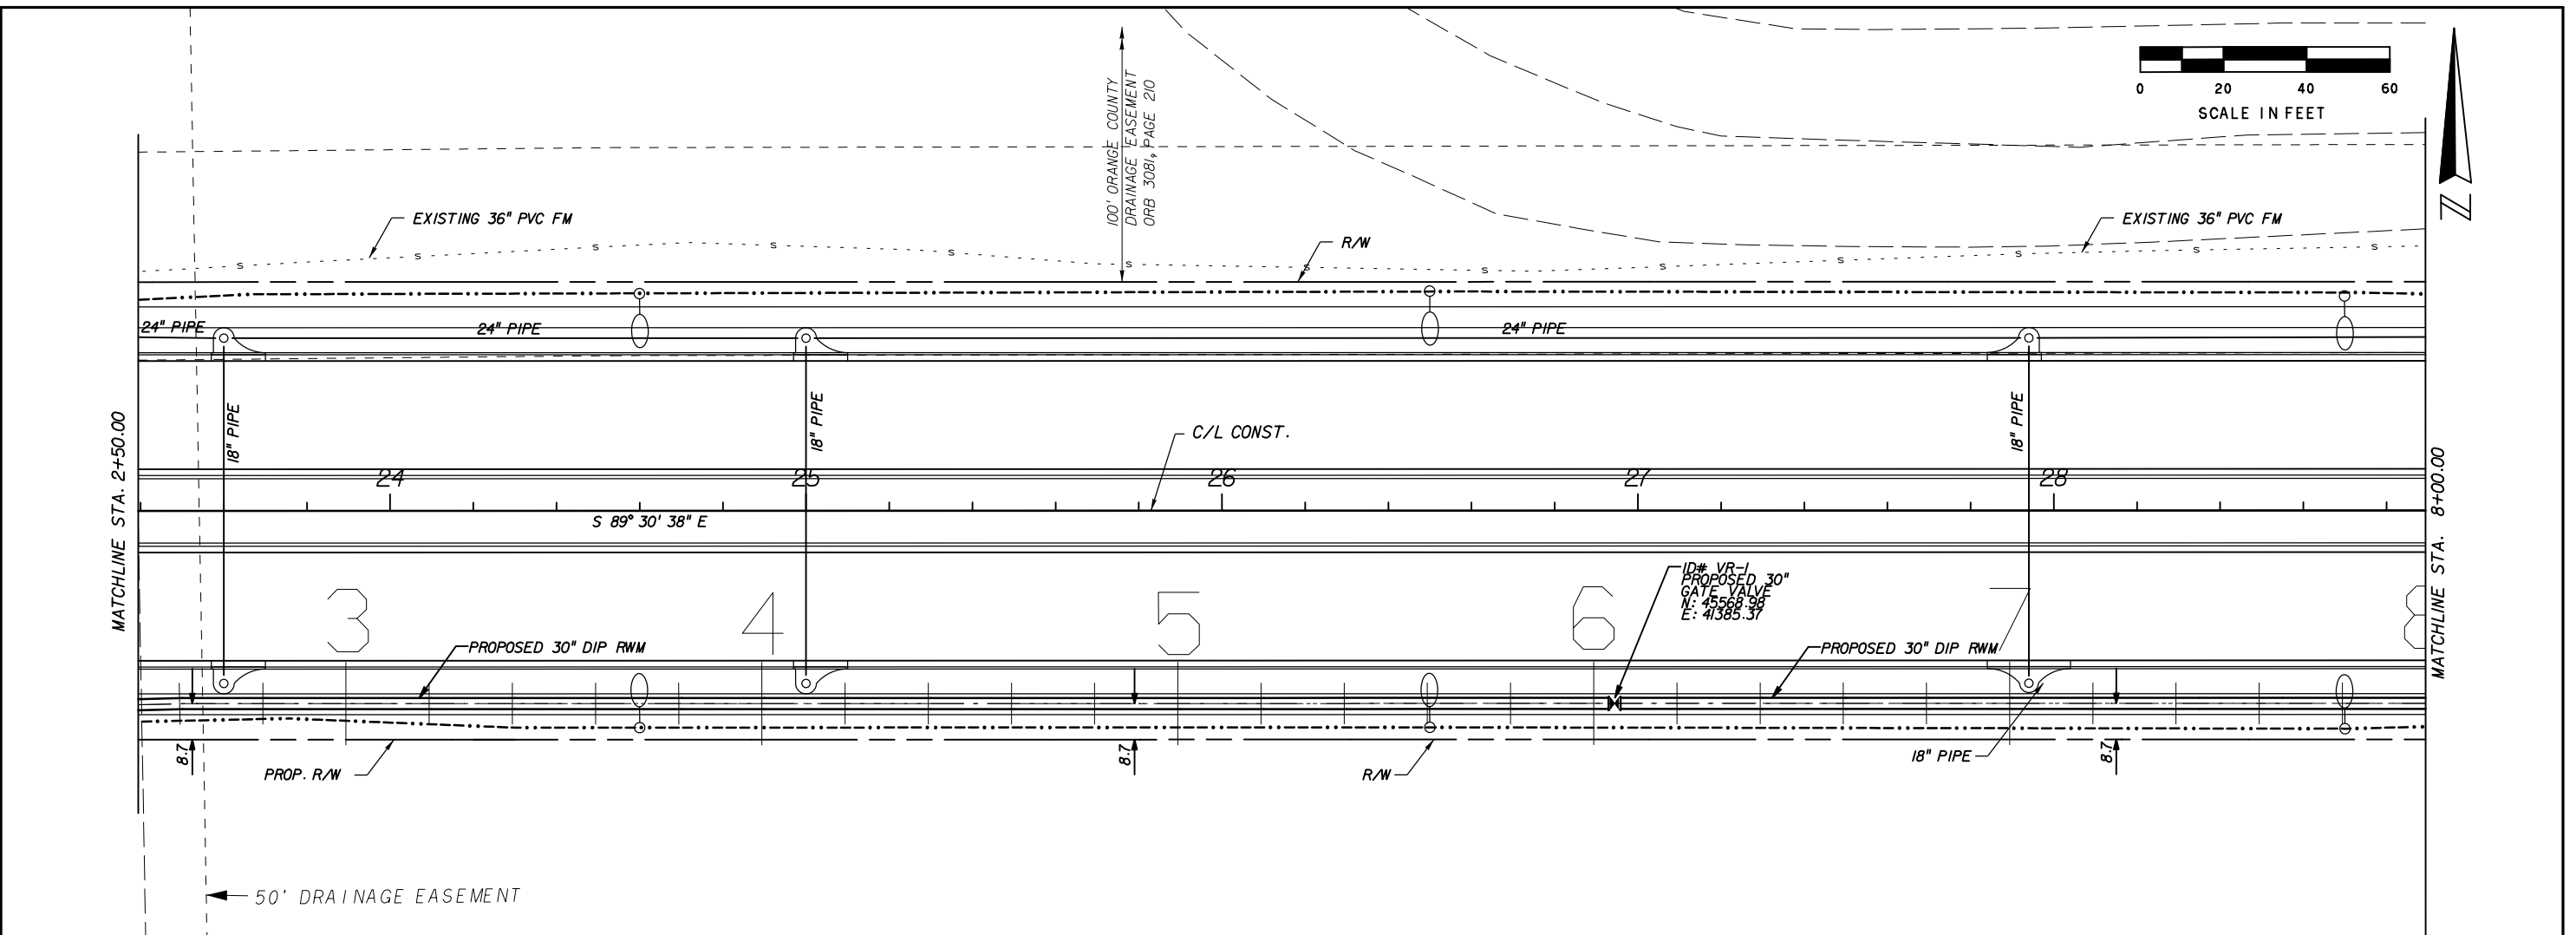 100' ORANGE COUNTY
DRAINAGE EASEMENT
ORB 3081, PAGE 210
0 20 40 60
SCALE IN FEET
N
EXISTING 36" PVC FM
R/W
EXISTING 36" PVC FM
S S S S S S S S S S S S S
24" PIPE
24" PIPE
24" PIPE
18" PIPE
18" PIPE
18" PIPE
MATCHLINE STA. 2+50.00
C/L CONST.
24 25 26 27 28
S 89° 30' 38" E
MATCHLINE STA. 8+00.00
ID# VR-1
PROPOSED 30"
GATE VALVE
N: 45568.98
E: 41385.37
3 4 5 6 7 8
PROPOSED 30" DIP RWM
PROPOSED 30" DIP RWM
8.7
8.7
8.7
PROP. R/W
R/W
18" PIPE
50' DRAINAGE EASEMENT